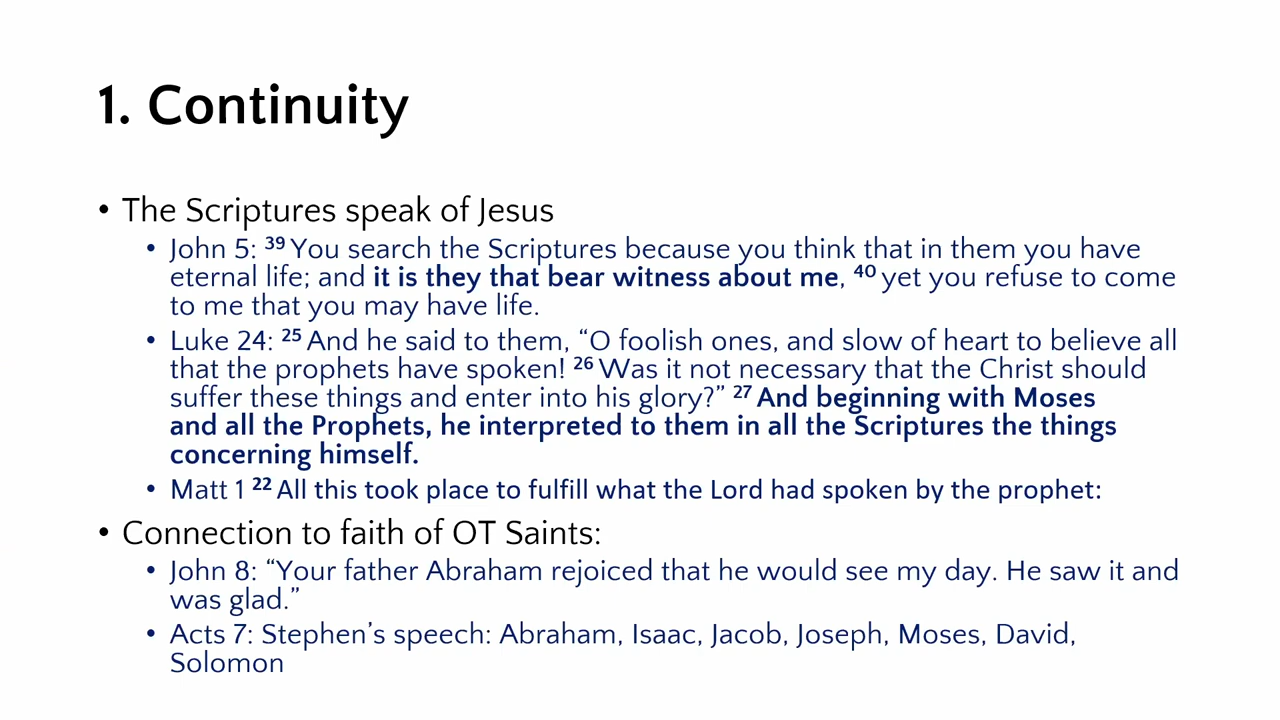 1. Continuity
• The Scriptures speak of Jesus
• John 5: ³⁹ You search the Scriptures because you think that in them you have
eternal life; and it is they that bear witness about me, ⁴⁰ yet you refuse to come
to me that you may have life.
• Luke 24: ²⁵ And he said to them, “O foolish ones, and slow of heart to believe all
that the prophets have spoken! ²⁶ Was it not necessary that the Christ should
suffer these things and enter into his glory?” ²⁷ And beginning with Moses
and all the Prophets, he interpreted to them in all the Scriptures the things
concerning himself.
• Matt 1 ²² All this took place to fulfill what the Lord had spoken by the prophet:
• Connection to faith of OT Saints:
• John 8: “Your father Abraham rejoiced that he would see my day. He saw it and
was glad.”
• Acts 7: Stephen’s speech: Abraham, Isaac, Jacob, Joseph, Moses, David,
Solomon